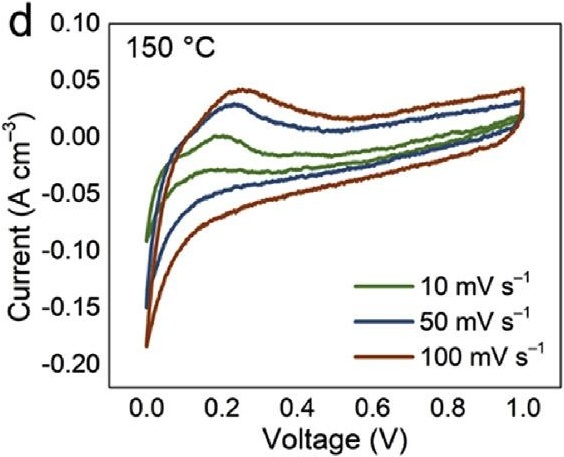 d
150 °C
Current (A cm⁻³)
0.10
0.05
0.00
-0.05
-0.10
-0.15
-0.20
10 mV s⁻¹
50 mV s⁻¹
100 mV s⁻¹
0.0 0.2 0.4 0.6 0.8 1.0
Voltage (V)